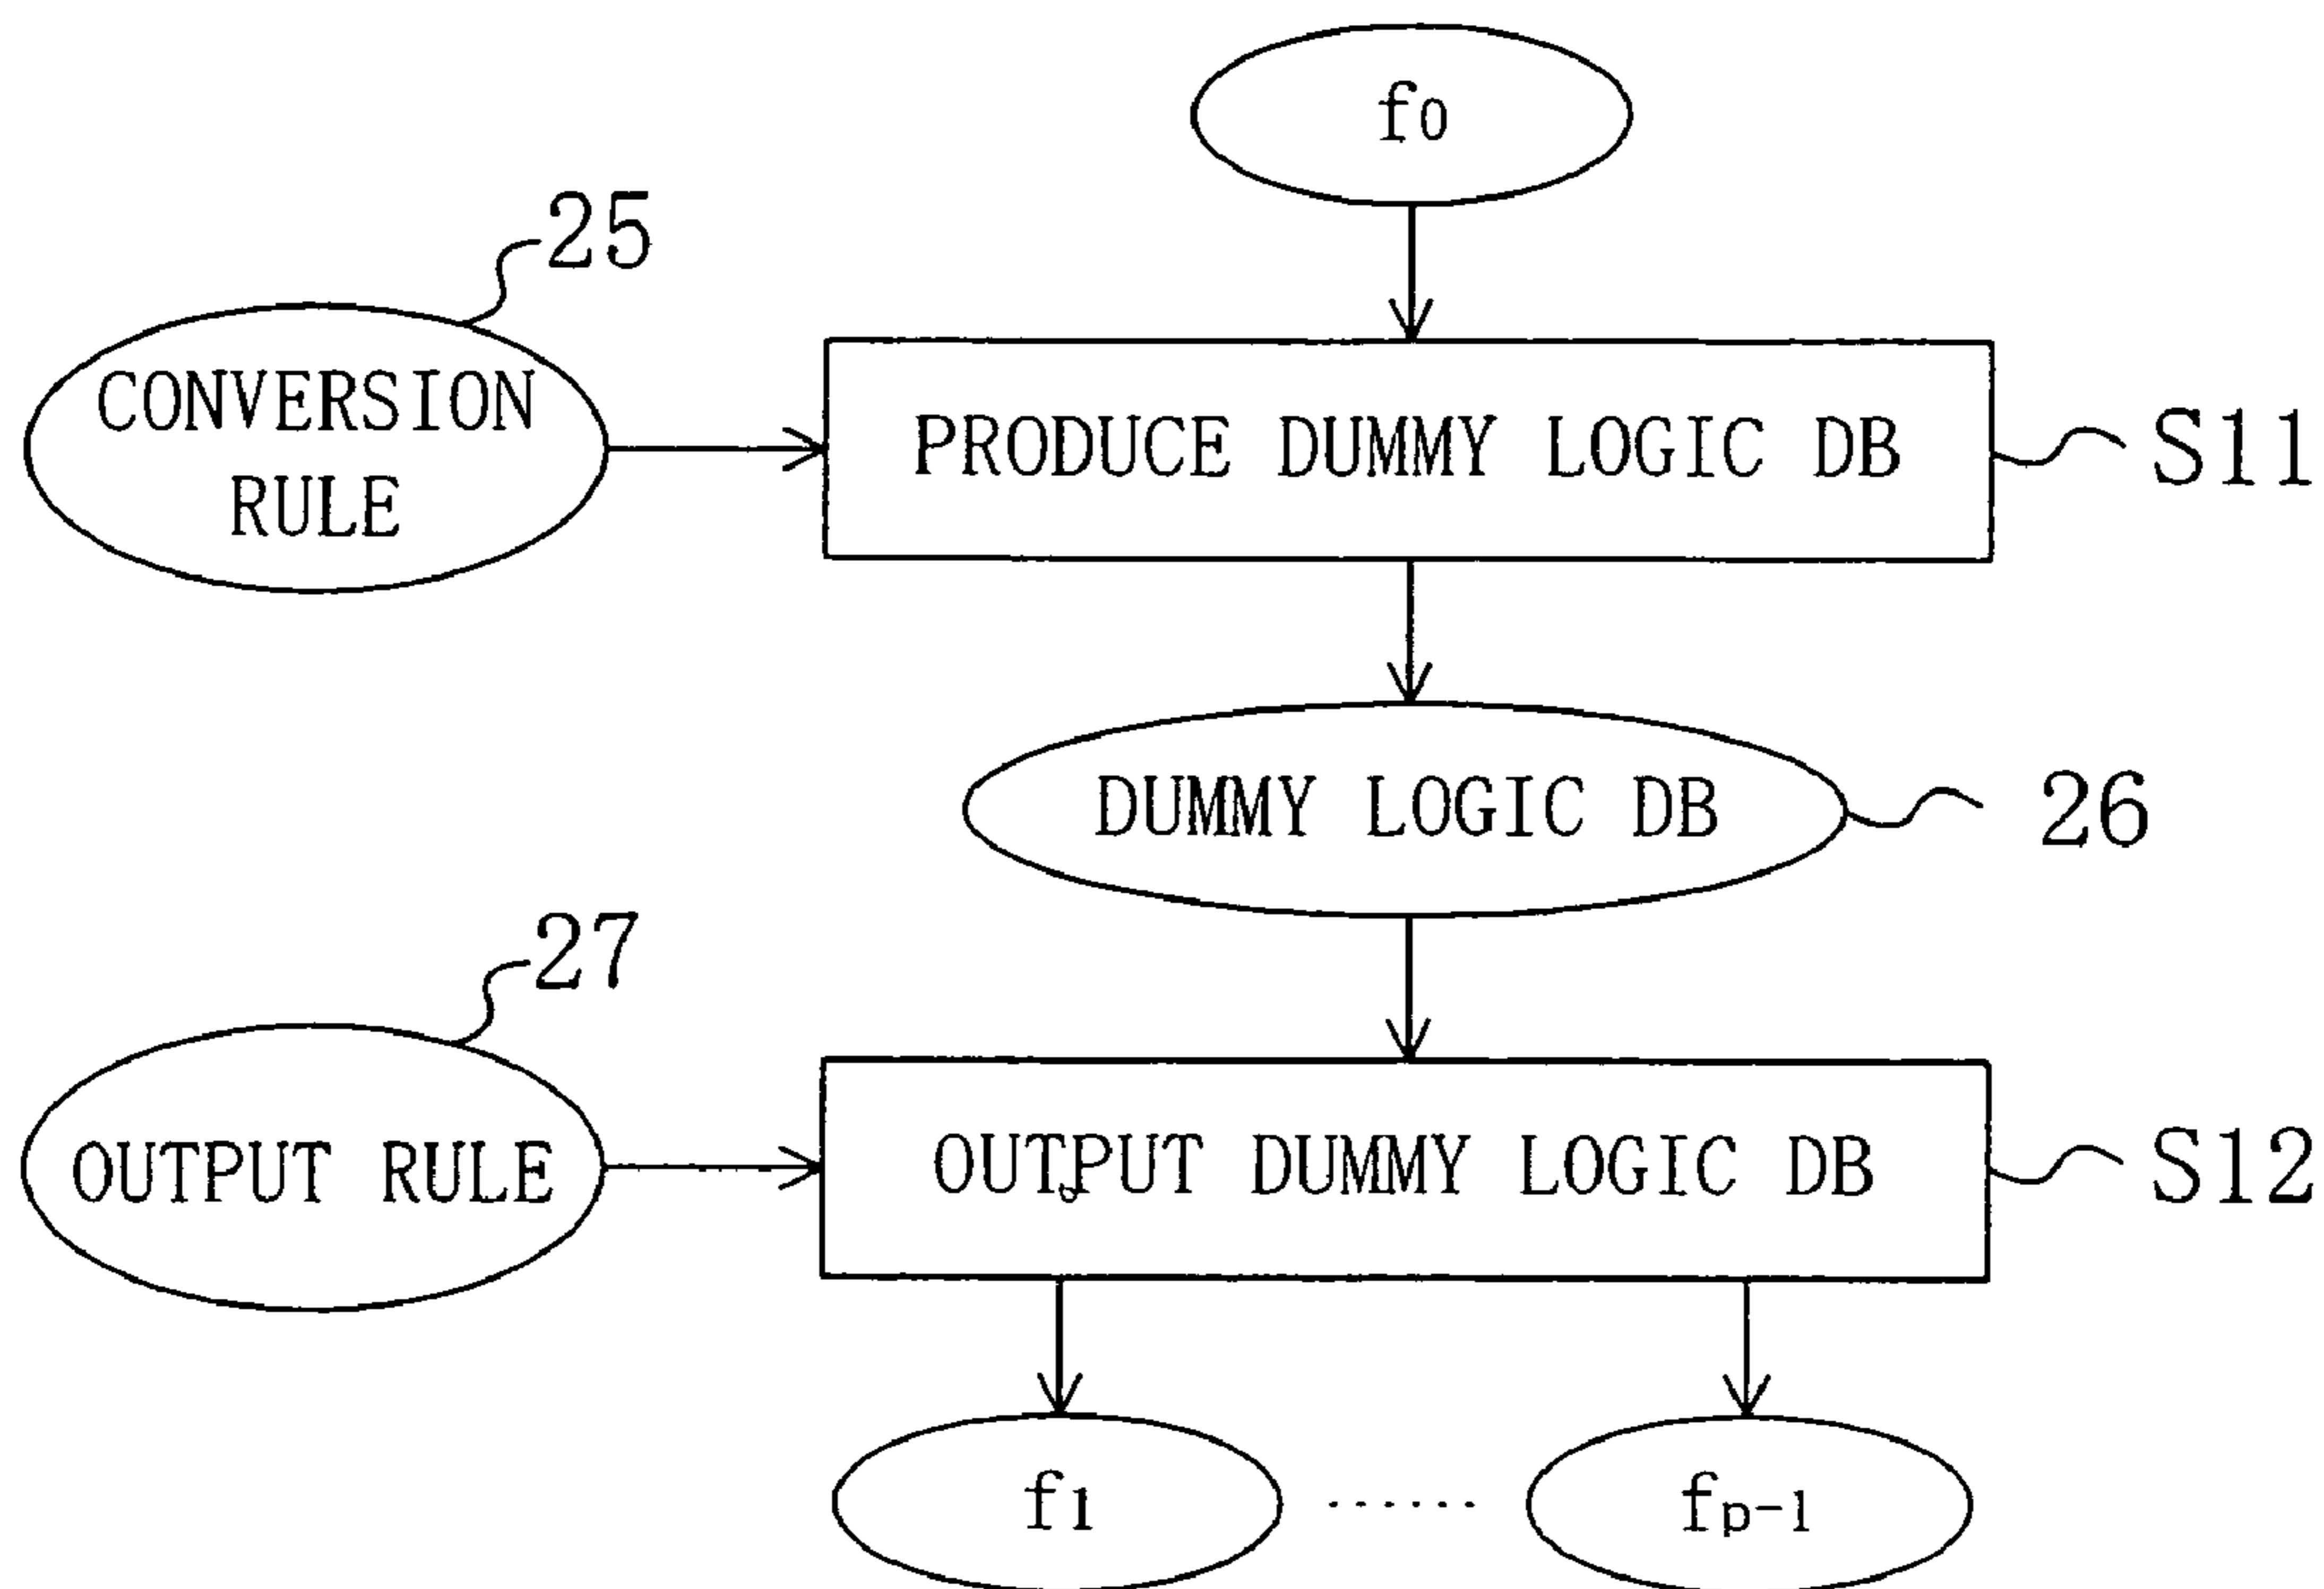 f0
25
CONVERSION
RULE
PRODUCE DUMMY LOGIC DB
S11
DUMMY LOGIC DB
26
27
OUTPUT RULE
OUTPUT DUMMY LOGIC DB
S12
f1
......
fp-1